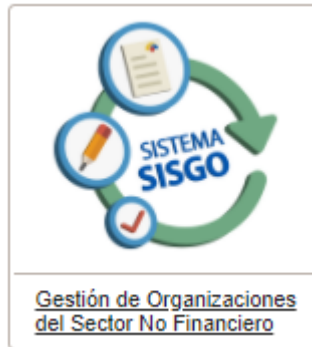 SISTEMA
SISGO
Gestión de Organizaciones
del Sector No Financiero